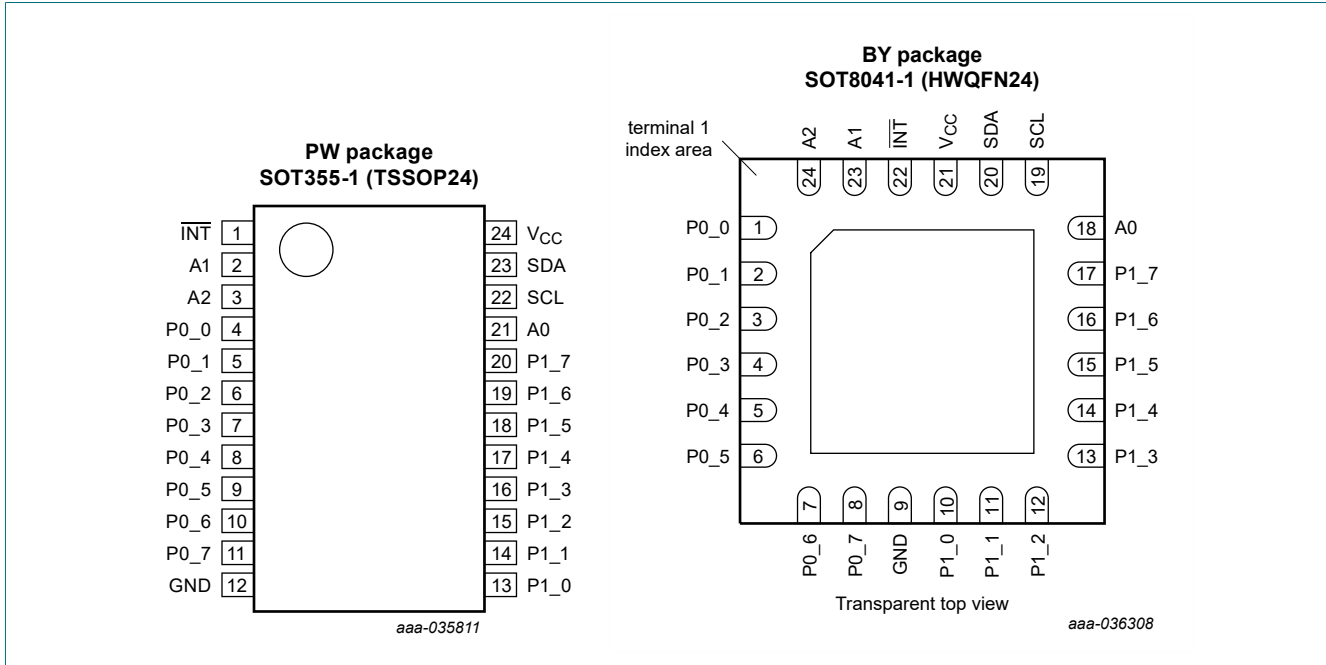 PW package
SOT355-1 (TSSOP24)
INT 1
A1 2
A2 3
P0_0 4
P0_1 5
P0_2 6
P0_3 7
P0_4 8
P0_5 9
P0_6 10
P0_7 11
GND 12
24 VCC
23 SDA
22 SCL
21 A0
20 P1_7
19 P1_6
18 P1_5
17 P1_4
16 P1_3
15 P1_2
14 P1_1
13 P1_0
aaa-035811
BY package
SOT8041-1 (HWQFN24)
terminal 1
index area
A2 A1 INT VCC SDA SCL
24 23 22 21 20 19
P0_0 1
P0_1 2
P0_2 3
P0_3 4
P0_4 5
P0_5 6
18 A0
17 P1_7
16 P1_6
15 P1_5
14 P1_4
13 P1_3
7 8 9 10 11 12
P0_6 P0_7 GND P1_0 P1_1 P1_2
Transparent top view
aaa-036308